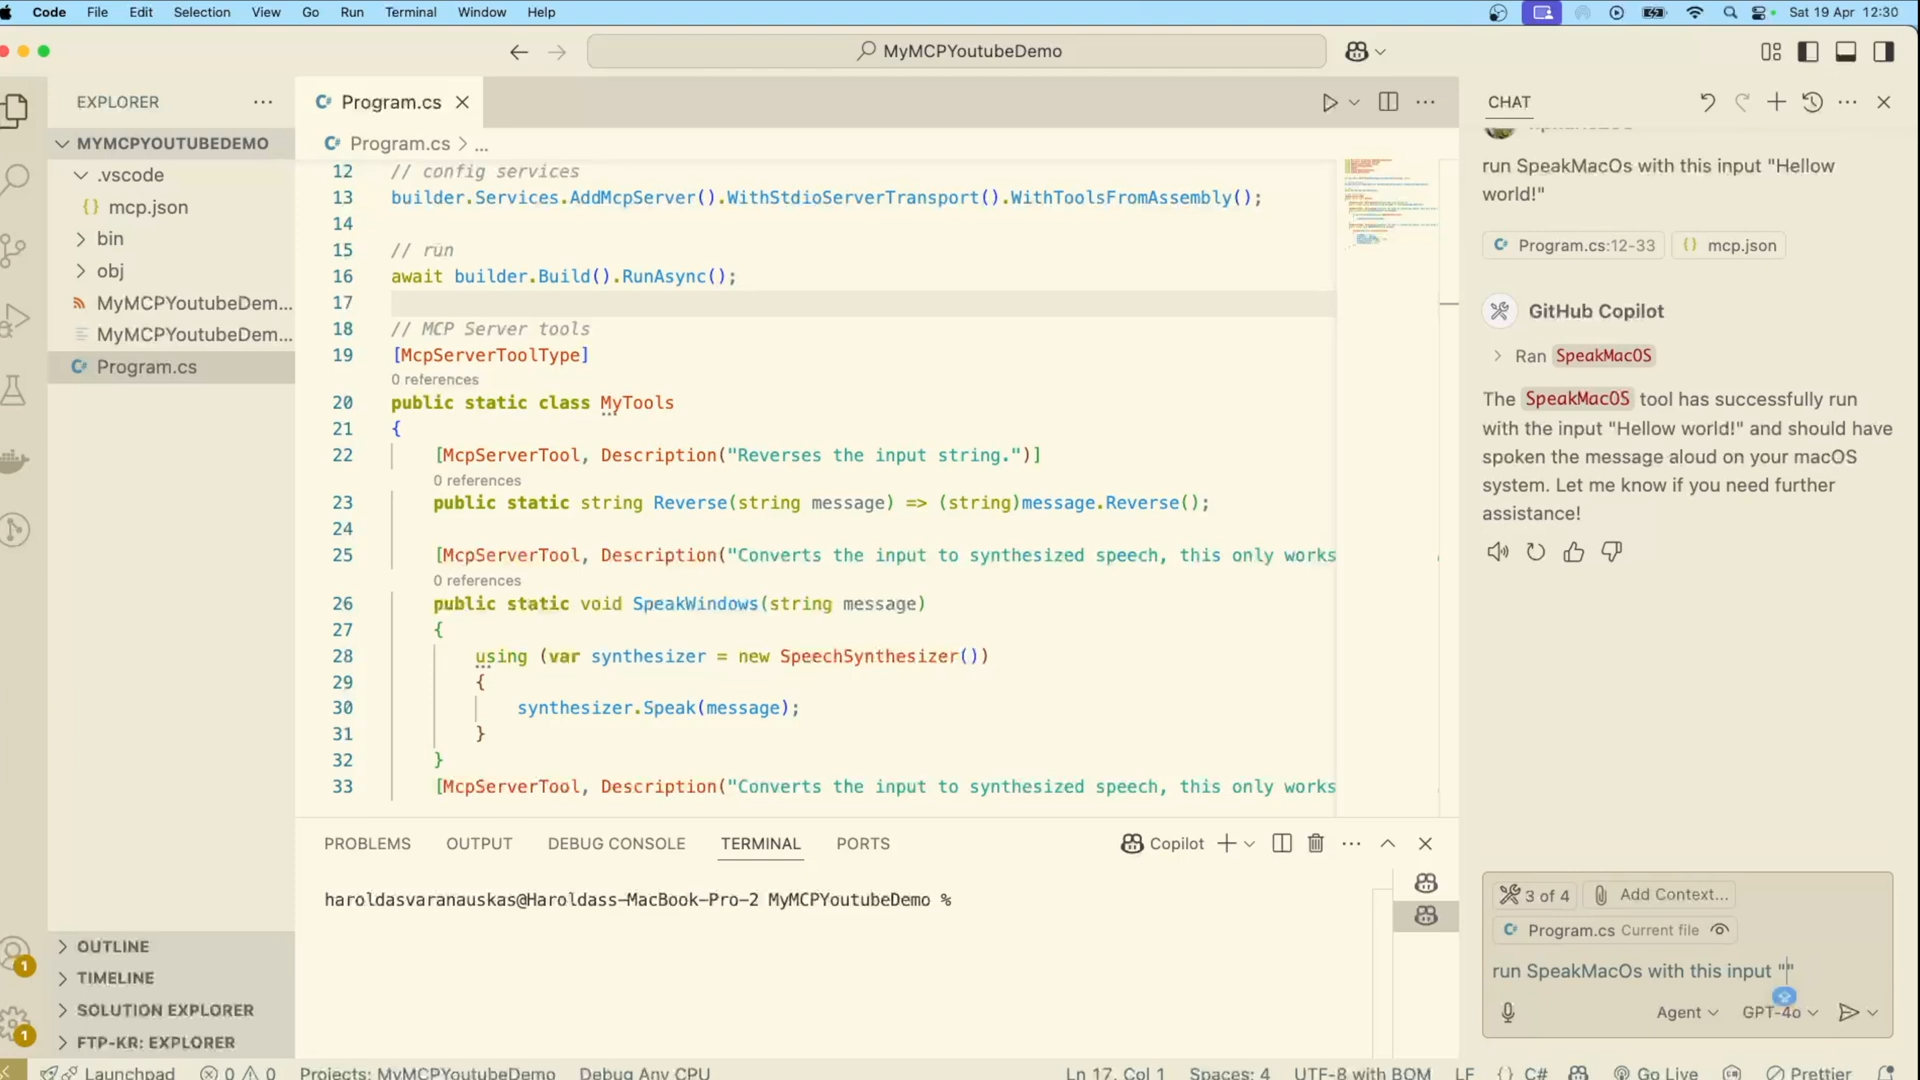 Code File Edit Selection View Go Run Terminal Window Help Sat 19 Apr 12:30
MyMCPYoutubeDemo
EXPLORER
MYMCPYOUTUBEDEMO
.vscode
mcp.json
bin
obj
MyMCPYoutubeDem...
MyMCPYoutubeDem...
Program.cs
OUTLINE
TIMELINE
SOLUTION EXPLORER
FTP-KR: EXPLORER
1
1
Program.cs
Program.cs > ...
12 // config services
13 builder.Services.AddMcpServer().WithStdioServerTransport().WithToolsFromAssembly();
14
15 // run
16 await builder.Build().RunAsync();
17
18 // MCP Server tools
19 [McpServerToolType]
0 references
20 public static class MyTools
21 {
22 [McpServerTool, Description("Reverses the input string.")]
0 references
23 public static string Reverse(string message) => (string)message.Reverse();
24
25 [McpServerTool, Description("Converts the input to synthesized speech, this only works
0 references
26 public static void SpeakWindows(string message)
27 {
28 using (var synthesizer = new SpeechSynthesizer())
29 {
30 synthesizer.Speak(message);
31 }
32 }
33 [McpServerTool, Description("Converts the input to synthesized speech, this only works
PROBLEMS OUTPUT DEBUG CONSOLE TERMINAL PORTS Copilot
haroldasvaranauskas@Haroldass-MacBook-Pro-2 MyMCPYoutubeDemo %
CHAT
run SpeakMacOs with this input "Hellow
world!"
Program.cs:12-33 mcp.json
GitHub Copilot
Ran SpeakMacOS
The SpeakMacOS tool has successfully run
with the input "Hellow world!" and should have
spoken the message aloud on your macOS
system. Let me know if you need further
assistance!
3 of 4 Add Context...
Program.cs Current file
run SpeakMacOs with this input ""
Agent GPT-4o
Launchpad 0 0 Projects: MyMCPYoutubeDemo Debug Any CPU Ln 17, Col 1 Spaces: 4 UTF-8 with BOM LF {} C# Go Live Prettier